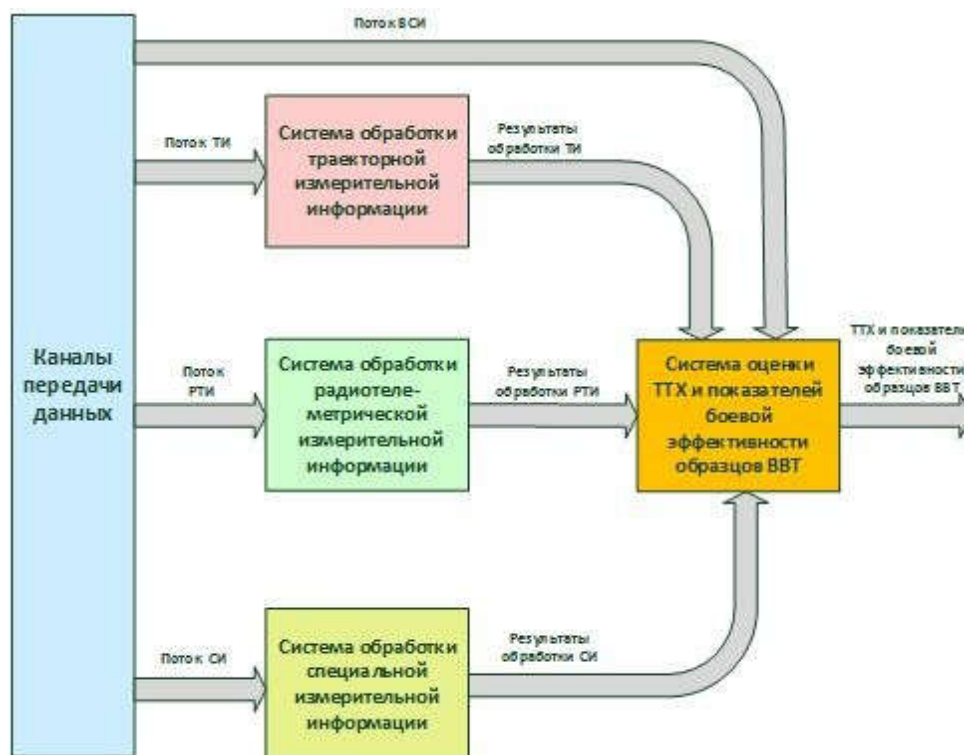 Поток ВСИ
Поток ТИ
Система обработки
траекторной
измерительной
информации
Результаты
обработки ТИ
Каналы
передачи
данных
Поток
РТИ
Система обработки
радиотеле-
метрической
измерительной
информации
Результаты
обработки РТИ
Система оценки
ТТХ и показателей
боевой
эффективности
образцов ВВТ
ТТХ и показатели
боевой
эффективности
образцов ВВТ
Поток СИ
Система обработки
специальной
измерительной
информации
Результаты
обработки СИ